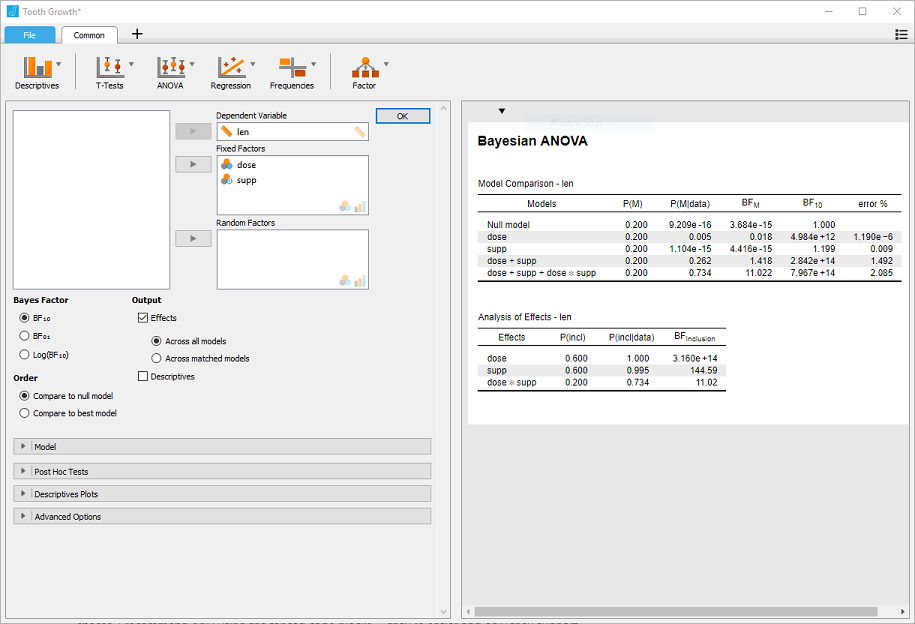 Tooth Growth*
File
Common
+
Descriptives
T-Tests
ANOVA
Regression
Frequencies
Factor
Dependent Variable
len
OK
Fixed Factors
dose
supp
Random Factors
Bayes Factor
BF₁₀
BF₀₁
Log(BF₁₀)
Order
Compare to null model
Compare to best model
Output
Effects
Across all models
Across matched models
Descriptives
Model
Post Hoc Tests
Descriptives Plots
Advanced Options
Bayesian ANOVA
Model Comparison - len
Models P(M) P(M|data) BF M BF 10 error %
Null model 0.200 9.209e -16 3.684e -15 1.000
dose 0.200 0.005 0.018 4.984e +12 1.190e −6
supp 0.200 1.104e -15 4.416e -15 1.199 0.009
dose + supp 0.200 0.262 1.418 2.842e +14 1.492
dose + supp + dose ∗ supp 0.200 0.734 11.022 7.967e +14 2.085
Analysis of Effects - len
Effects P(incl) P(incl|data) BF Inclusion
dose 0.600 1.000 3.160e +14
supp 0.600 0.995 144.59
dose ∗ supp 0.200 0.734 11.02